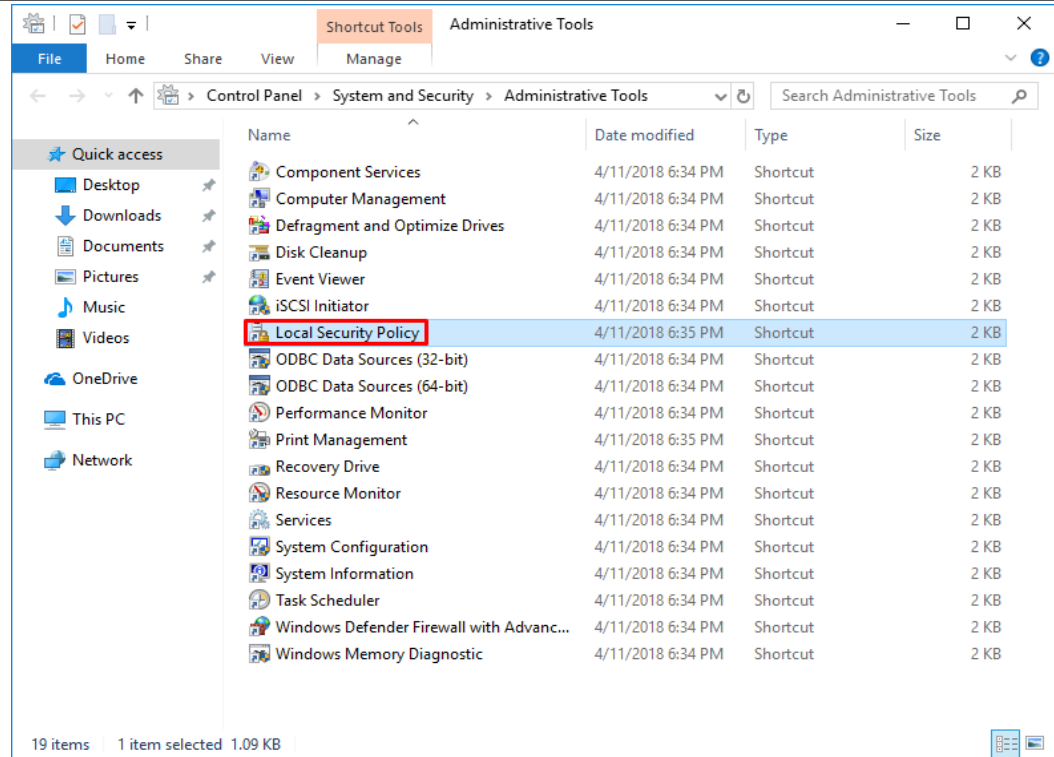 Shortcut Tools Administrative Tools
File Home Share View Manage
Control Panel System and Security Administrative Tools Search Administrative Tools
Name Date modified Type Size
Quick access
Desktop
Downloads
Documents
Pictures
Music
Videos
OneDrive
This PC
Network
Component Services 4/11/2018 6:34 PM Shortcut 2 KB
Computer Management 4/11/2018 6:34 PM Shortcut 2 KB
Defragment and Optimize Drives 4/11/2018 6:34 PM Shortcut 2 KB
Disk Cleanup 4/11/2018 6:34 PM Shortcut 2 KB
Event Viewer 4/11/2018 6:34 PM Shortcut 2 KB
iSCSI Initiator 4/11/2018 6:34 PM Shortcut 2 KB
Local Security Policy 4/11/2018 6:35 PM Shortcut 2 KB
ODBC Data Sources (32-bit) 4/11/2018 6:34 PM Shortcut 2 KB
ODBC Data Sources (64-bit) 4/11/2018 6:34 PM Shortcut 2 KB
Performance Monitor 4/11/2018 6:34 PM Shortcut 2 KB
Print Management 4/11/2018 6:35 PM Shortcut 2 KB
Recovery Drive 4/11/2018 6:34 PM Shortcut 2 KB
Resource Monitor 4/11/2018 6:34 PM Shortcut 2 KB
Services 4/11/2018 6:34 PM Shortcut 2 KB
System Configuration 4/11/2018 6:34 PM Shortcut 2 KB
System Information 4/11/2018 6:34 PM Shortcut 2 KB
Task Scheduler 4/11/2018 6:34 PM Shortcut 2 KB
Windows Defender Firewall with Advanc... 4/11/2018 6:34 PM Shortcut 2 KB
Windows Memory Diagnostic 4/11/2018 6:34 PM Shortcut 2 KB
19 items 1 item selected 1.09 KB